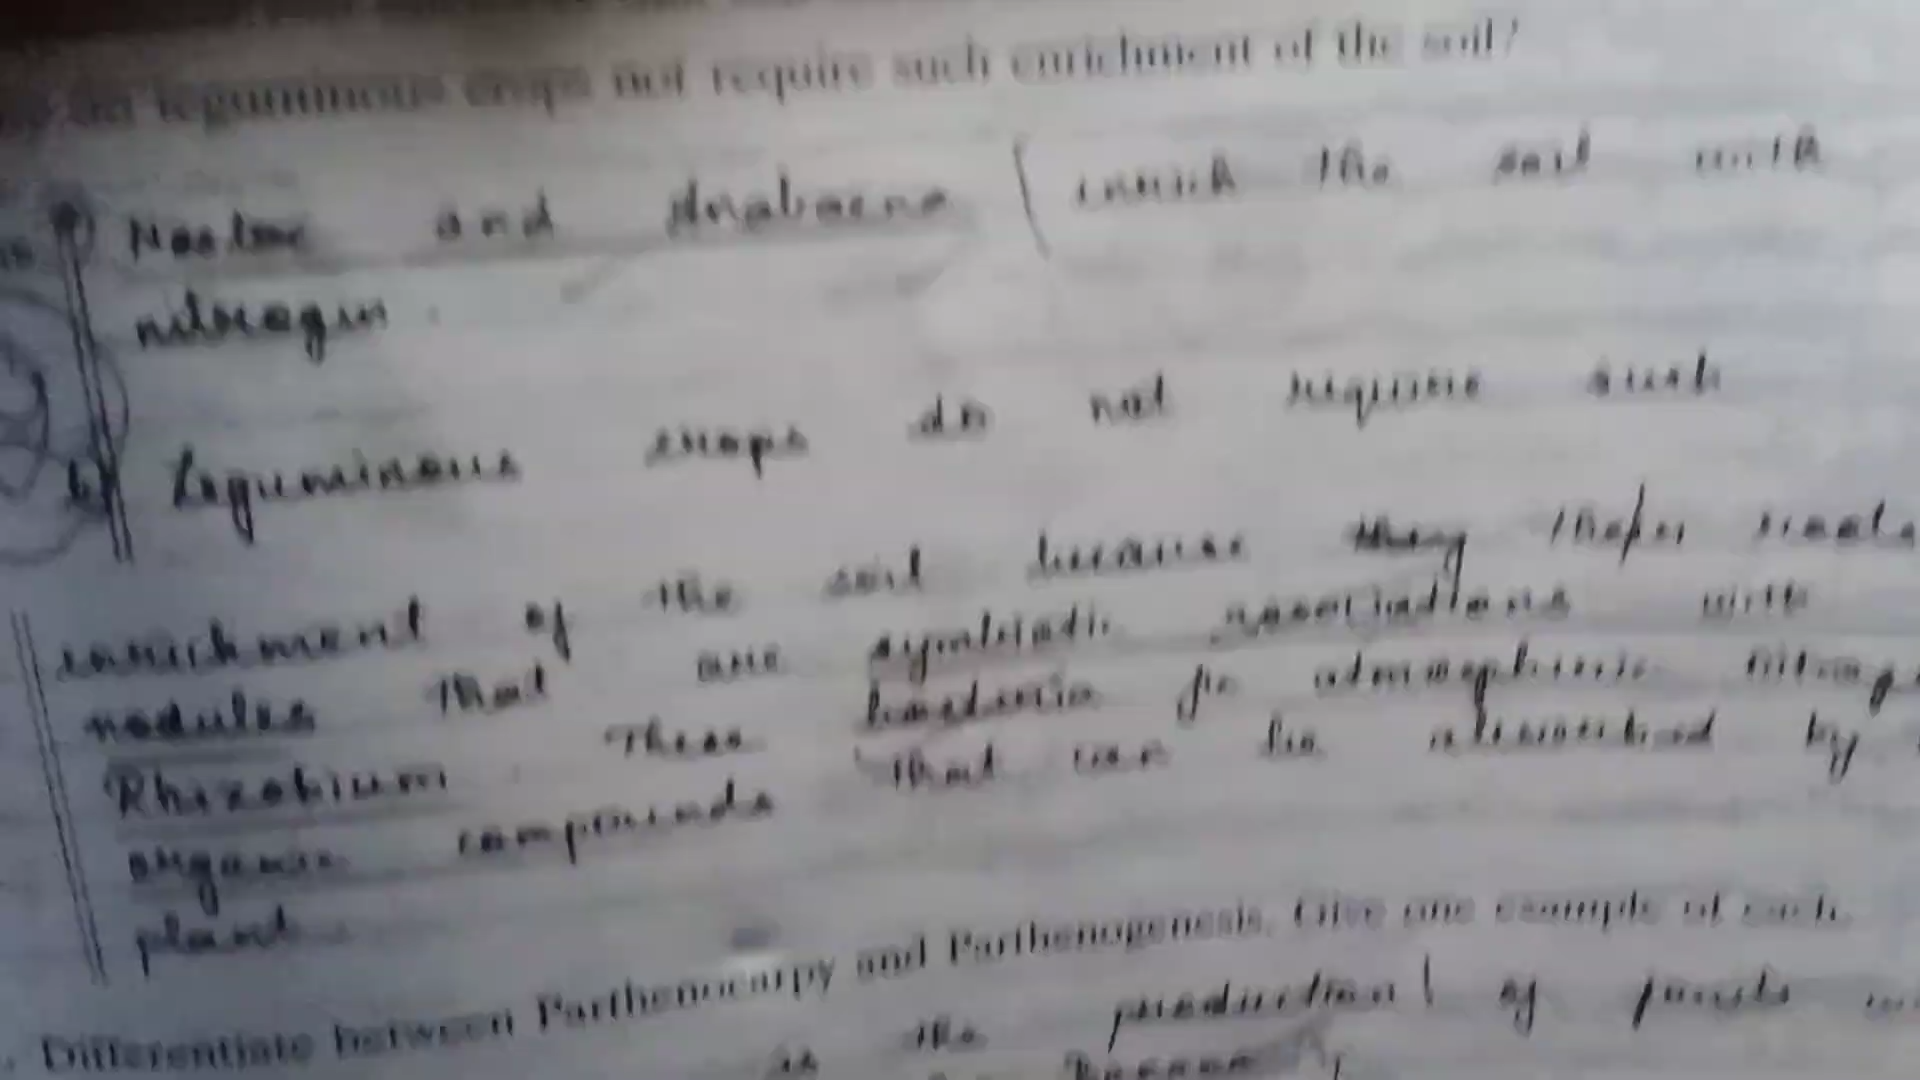 leguminous crops not require such enrichment of the soil?
a) Nostoc and Anabaena enrich the soil with
nitrogen.
b) Leguminous crops do not require such
enrichment of the soil because they their roots
nodules that are symbiotic associations with
Rhizobium. These bacteria fix atmospheric
organic compounds that can be by
plant.
Differentiate between Parthenocarpy and Parthenogenesis. Give one example of each.
is the production of